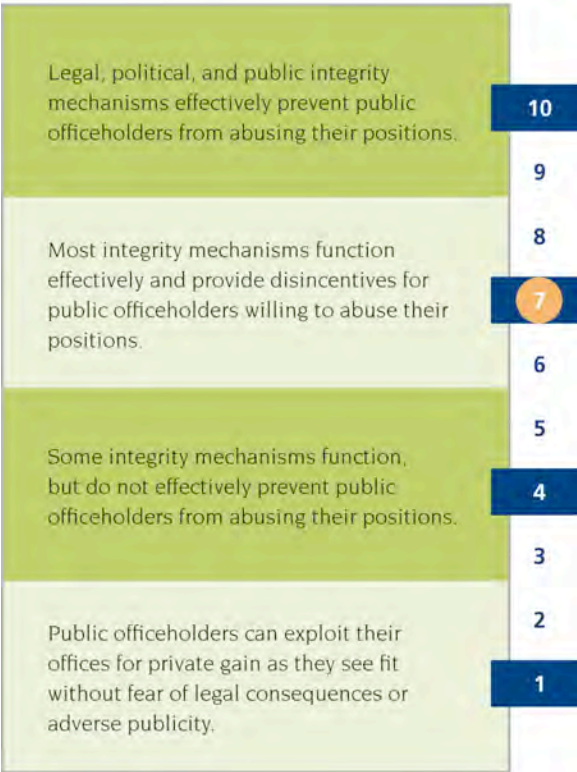 Legal, political, and public integrity
mechanisms effectively prevent public
officeholders from abusing their positions.
10
9
8
Most integrity mechanisms function
effectively and provide disincentives for
public officeholders willing to abuse their
positions.
7
6
5
Some integrity mechanisms function,
but do not effectively prevent public
officeholders from abusing their positions.
4
3
2
Public officeholders can exploit their
offices for private gain as they see fit
without fear of legal consequences or
adverse publicity.
1